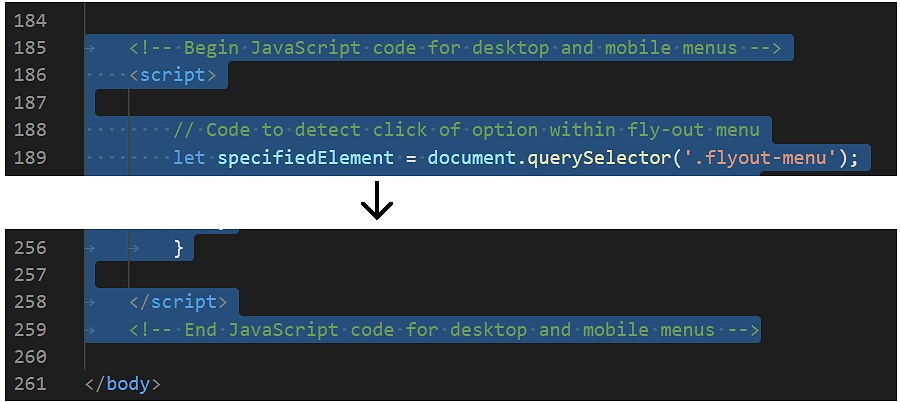 184
185 <!-- Begin JavaScript code for desktop and mobile menus -->
186 <script>
187
188 // Code to detect click of option within fly-out menu
189 let specifiedElement = document.querySelector('.flyout-menu');
256 }
257
258 </script>
259 <!-- End JavaScript code for desktop and mobile menus -->
260
261 </body>